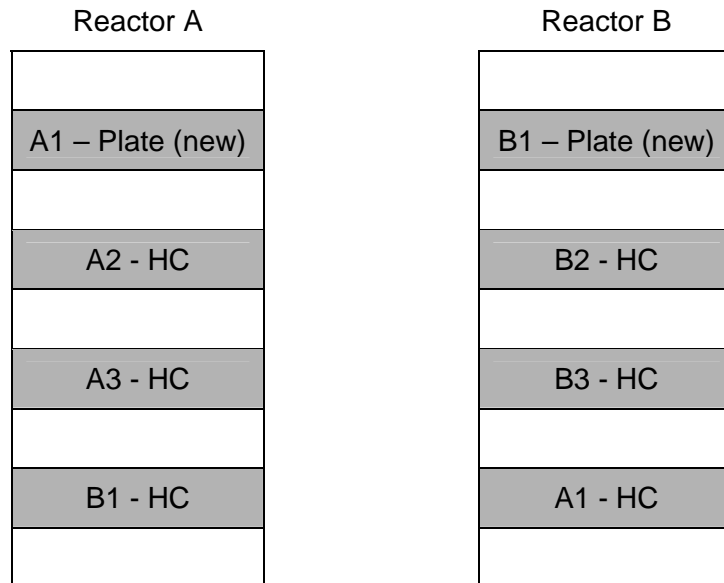 Reactor A
A1 – Plate (new)
A2 - HC
A3 - HC
B1 - HC
Reactor B
B1 – Plate (new)
B2 - HC
B3 - HC
A1 - HC